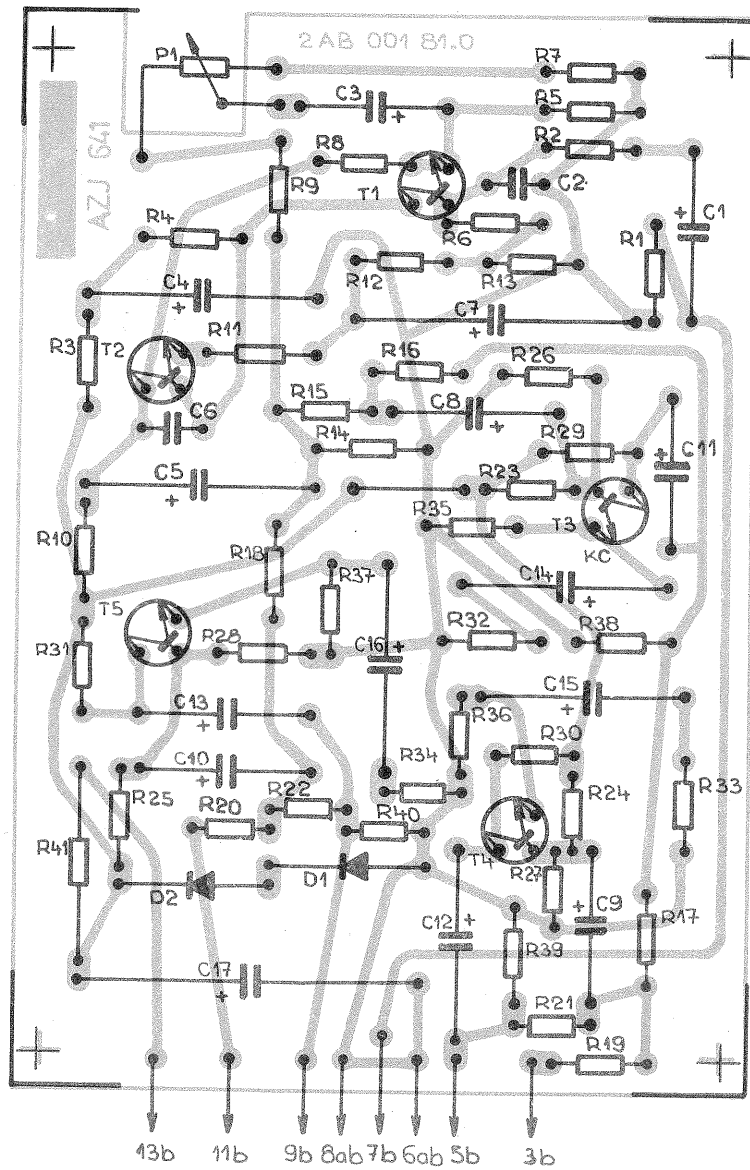 2AB 001 81.0
P1
R7
C3
+
R5
R2
AZJ 641
R8
R9
T1
C2
C1
+
R4
R6
R1
R12
R13
C4
+
C7
+
R3
T2
R11
R16
R26
R15
C8
+
C6
R14
R29
C11
+
C5
+
R23
R35
T3
R10
R18
KC
R37
C14
+
T5
R31
R28
C16
+
R32
R38
C13
+
C15
+
R36
R30
C10
+
R34
R33
R25
R22
R24
R20
R40
R41
T4
D1
R27
D2
C9
+
C12
+
R17
R39
C17
+
R21
R19
13b 11b 9b 8ab 7b 6ab 5b 3b